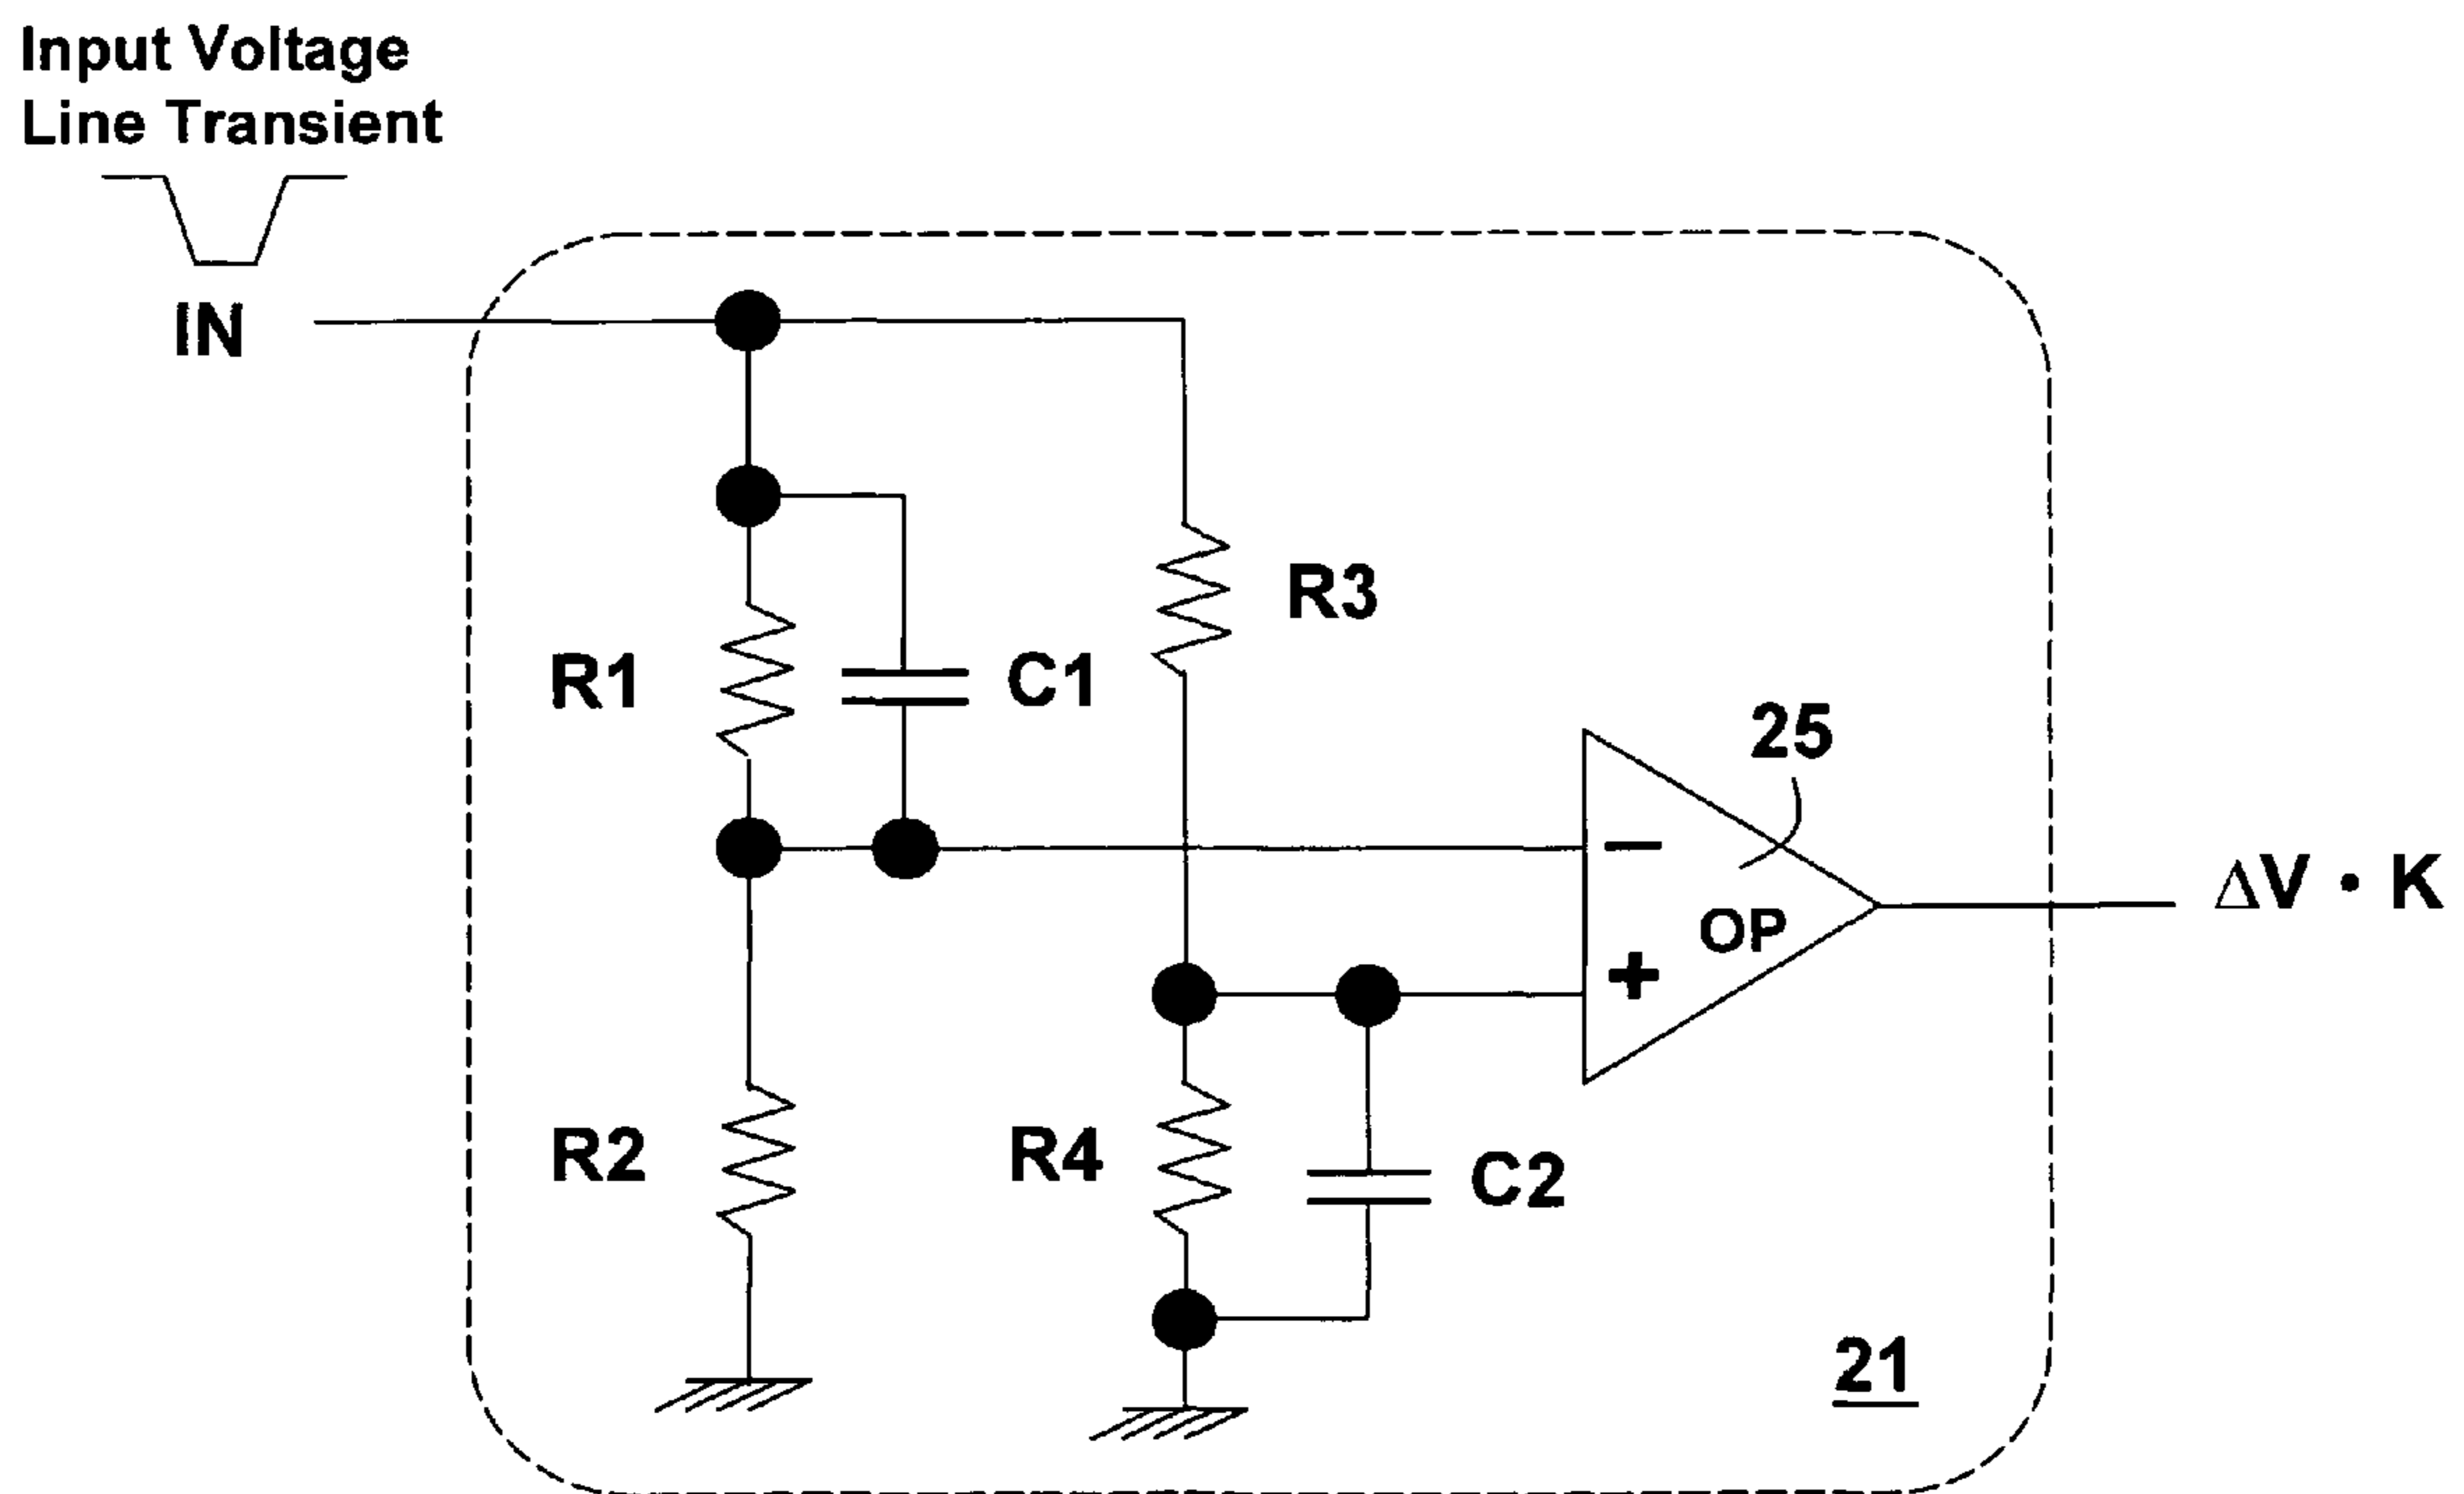 Input Voltage
Line Transient
IN
R3
R1
C1
25
−
ΔV • K
OP
+
R2
R4
C2
21